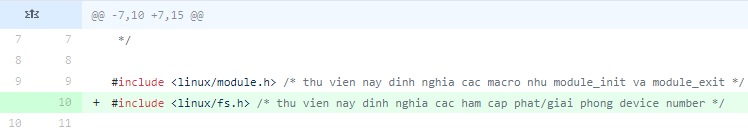 @@ -7,10 +7,15 @@
7 7 */
8 8
9 9 #include <linux/module.h> /* thu vien nay dinh nghia cac macro nhu module_init va module_exit */
10 + #include <linux/fs.h> /* thu vien nay dinh nghia cac ham cap phat/giai phong device number */
10 11